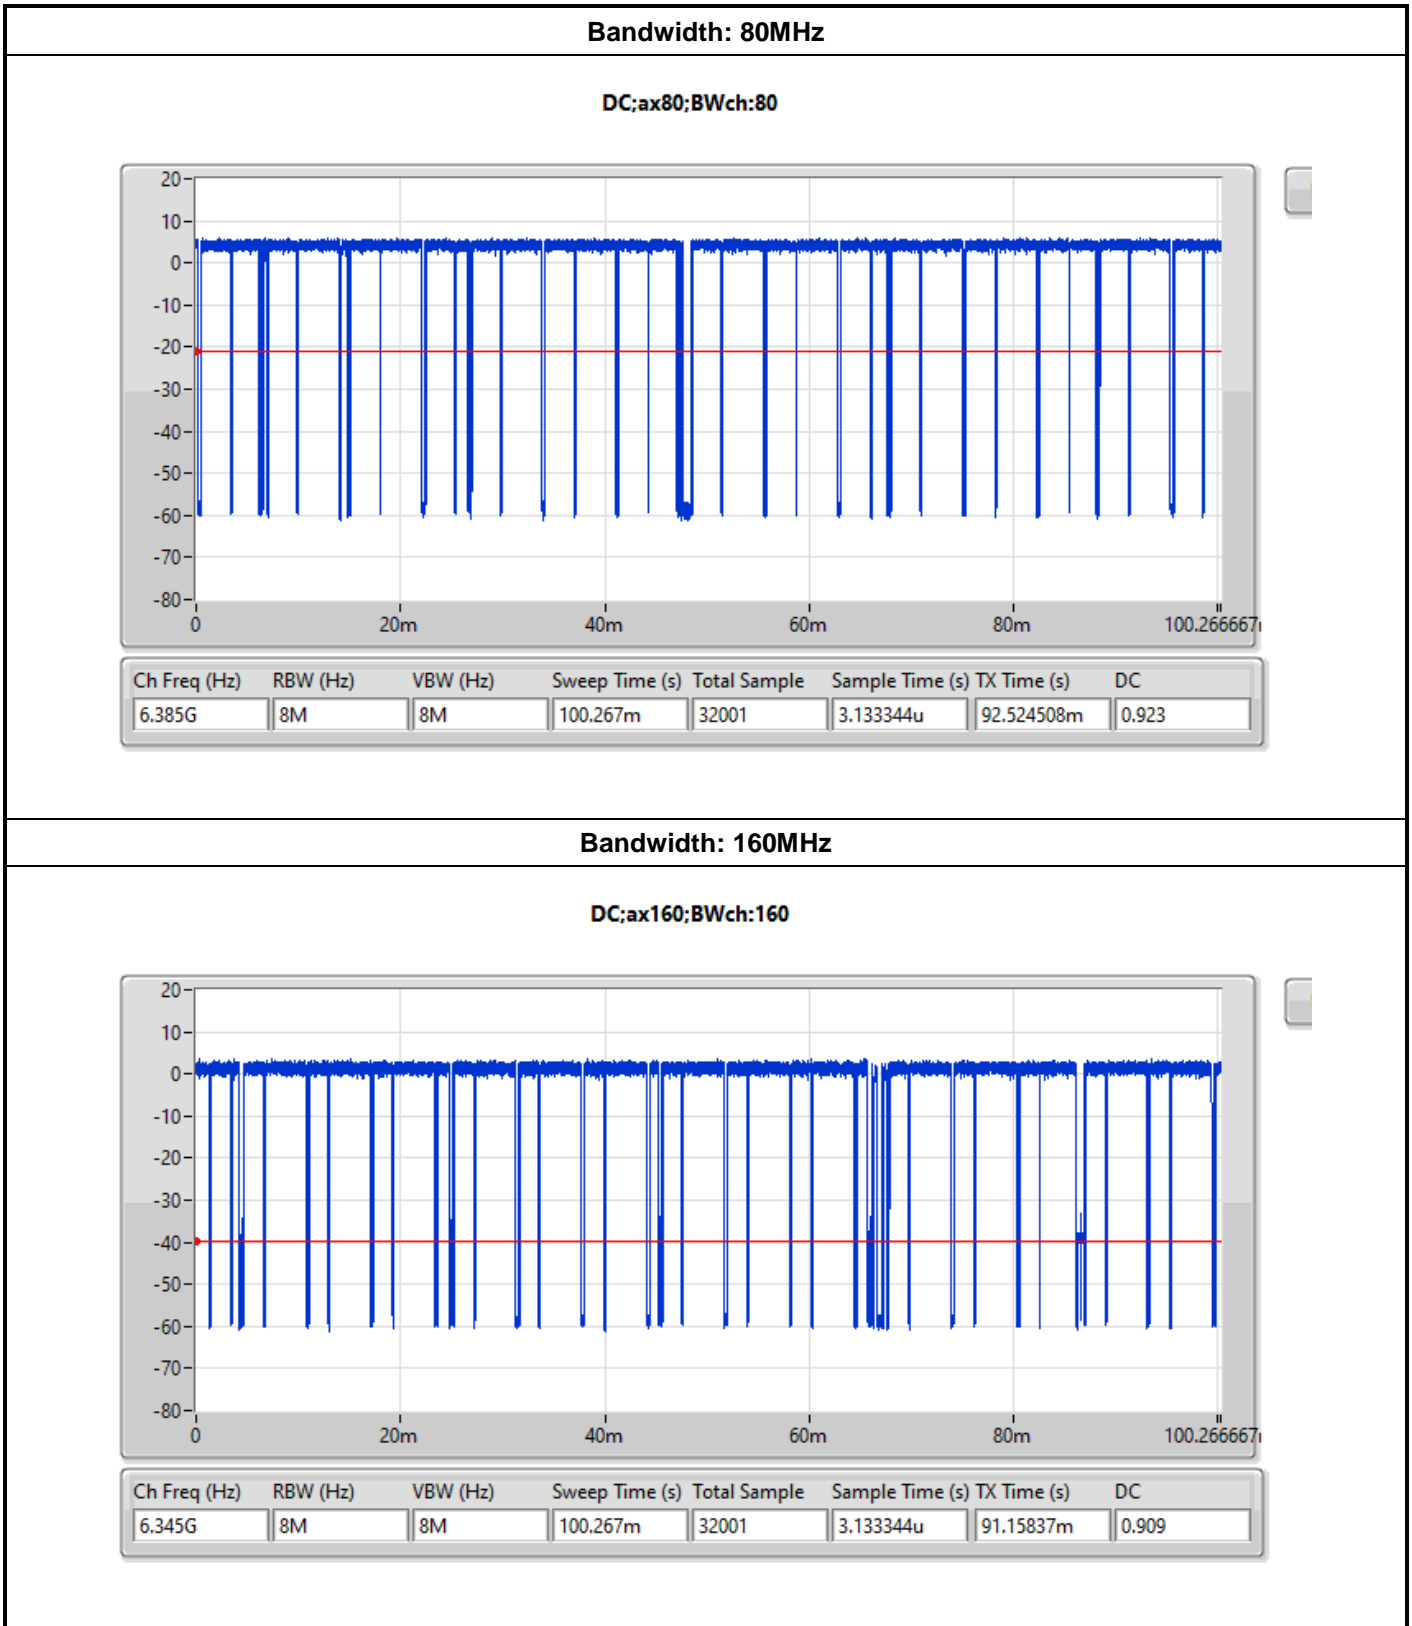 Bandwidth: 80MHz
DC;ax80;BWch:80
20
10
0
-10
-20
-30
-40
-50
-60
-70
-80
0 20m 40m 60m 80m 100.266667
Ch Freq (Hz) RBW (Hz) VBW (Hz) Sweep Time (s) Total Sample Sample Time (s) TX Time (s) DC
6.385G 8M 8M 100.267m 32001 3.133344u 92.524508m 0.923
Bandwidth: 160MHz
DC;ax160;BWch:160
20
10
0
-10
-20
-30
-40
-50
-60
-70
-80
0 20m 40m 60m 80m 100.266667
Ch Freq (Hz) RBW (Hz) VBW (Hz) Sweep Time (s) Total Sample Sample Time (s) TX Time (s) DC
6.345G 8M 8M 100.267m 32001 3.133344u 91.15837m 0.909